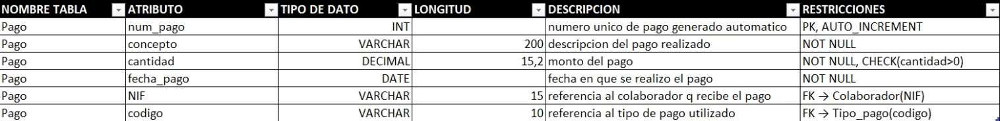 NOMBRE TABLA ATRIBUTO TIPO DE DATO LONGITUD DESCRIPCION RESTRICCIONES
Pago num_pago INT numero unico de pago generado automatico PK, AUTO_INCREMENT
Pago concepto VARCHAR 200 descripcion del pago realizado NOT NULL
Pago cantidad DECIMAL 15,2 monto del pago NOT NULL, CHECK(cantidad>0)
Pago fecha_pago DATE fecha en que se realizo el pago NOT NULL
Pago NIF VARCHAR 15 referencia al colaborador q recibe el pago FK → Colaborador(NIF)
Pago codigo VARCHAR 10 referencia al tipo de pago utilizado FK → Tipo_pago(codigo)